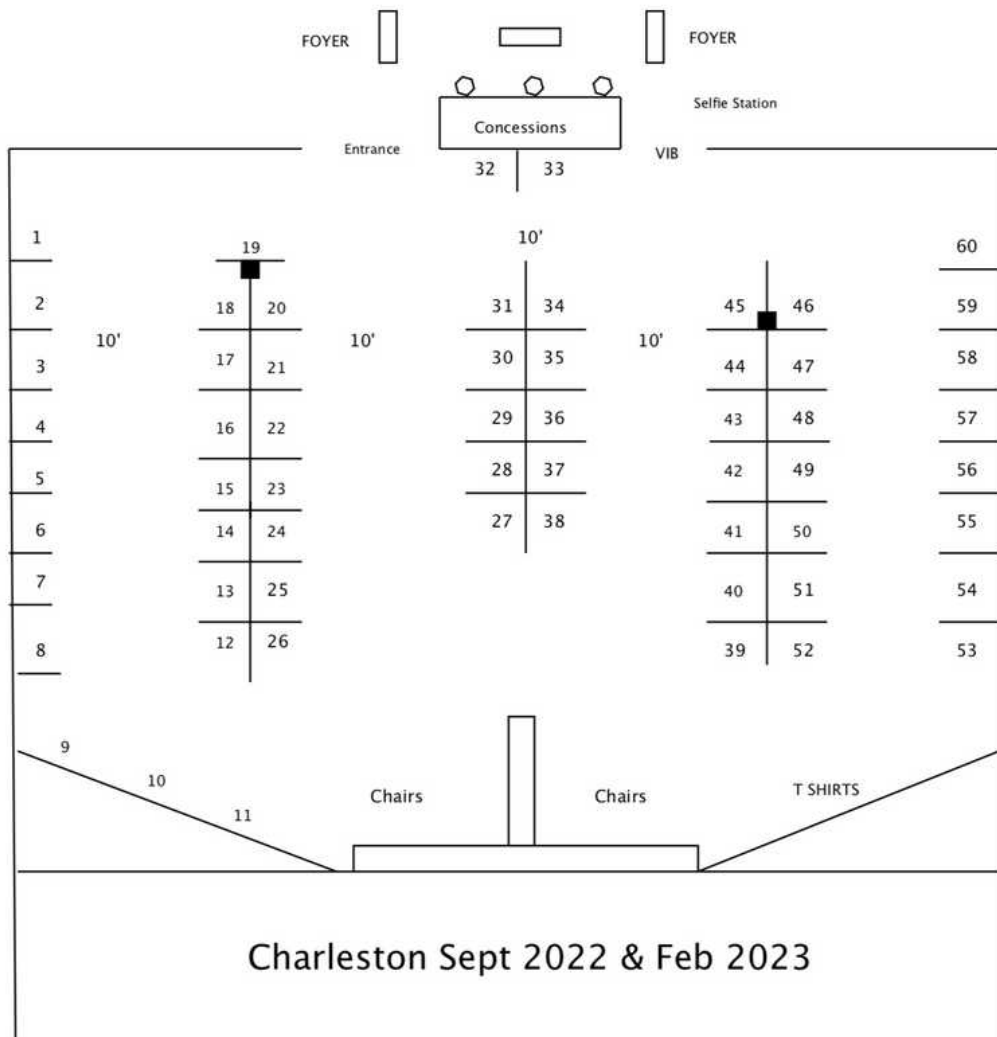 FOYER FOYER
Selfie Station
Concessions
Entrance VIB
32 33
1 19 10' 60
2 18 20 31 34 45 46 59
10' 10' 10'
3 17 21 30 35 44 47 58
4 16 22 29 36 43 48 57
5 15 23 28 37 42 49 56
6 14 24 27 38 41 50 55
7 13 25 40 51 54
8 12 26 39 52 53
9
10 Chairs Chairs T SHIRTS
11
Charleston Sept 2022 & Feb 2023